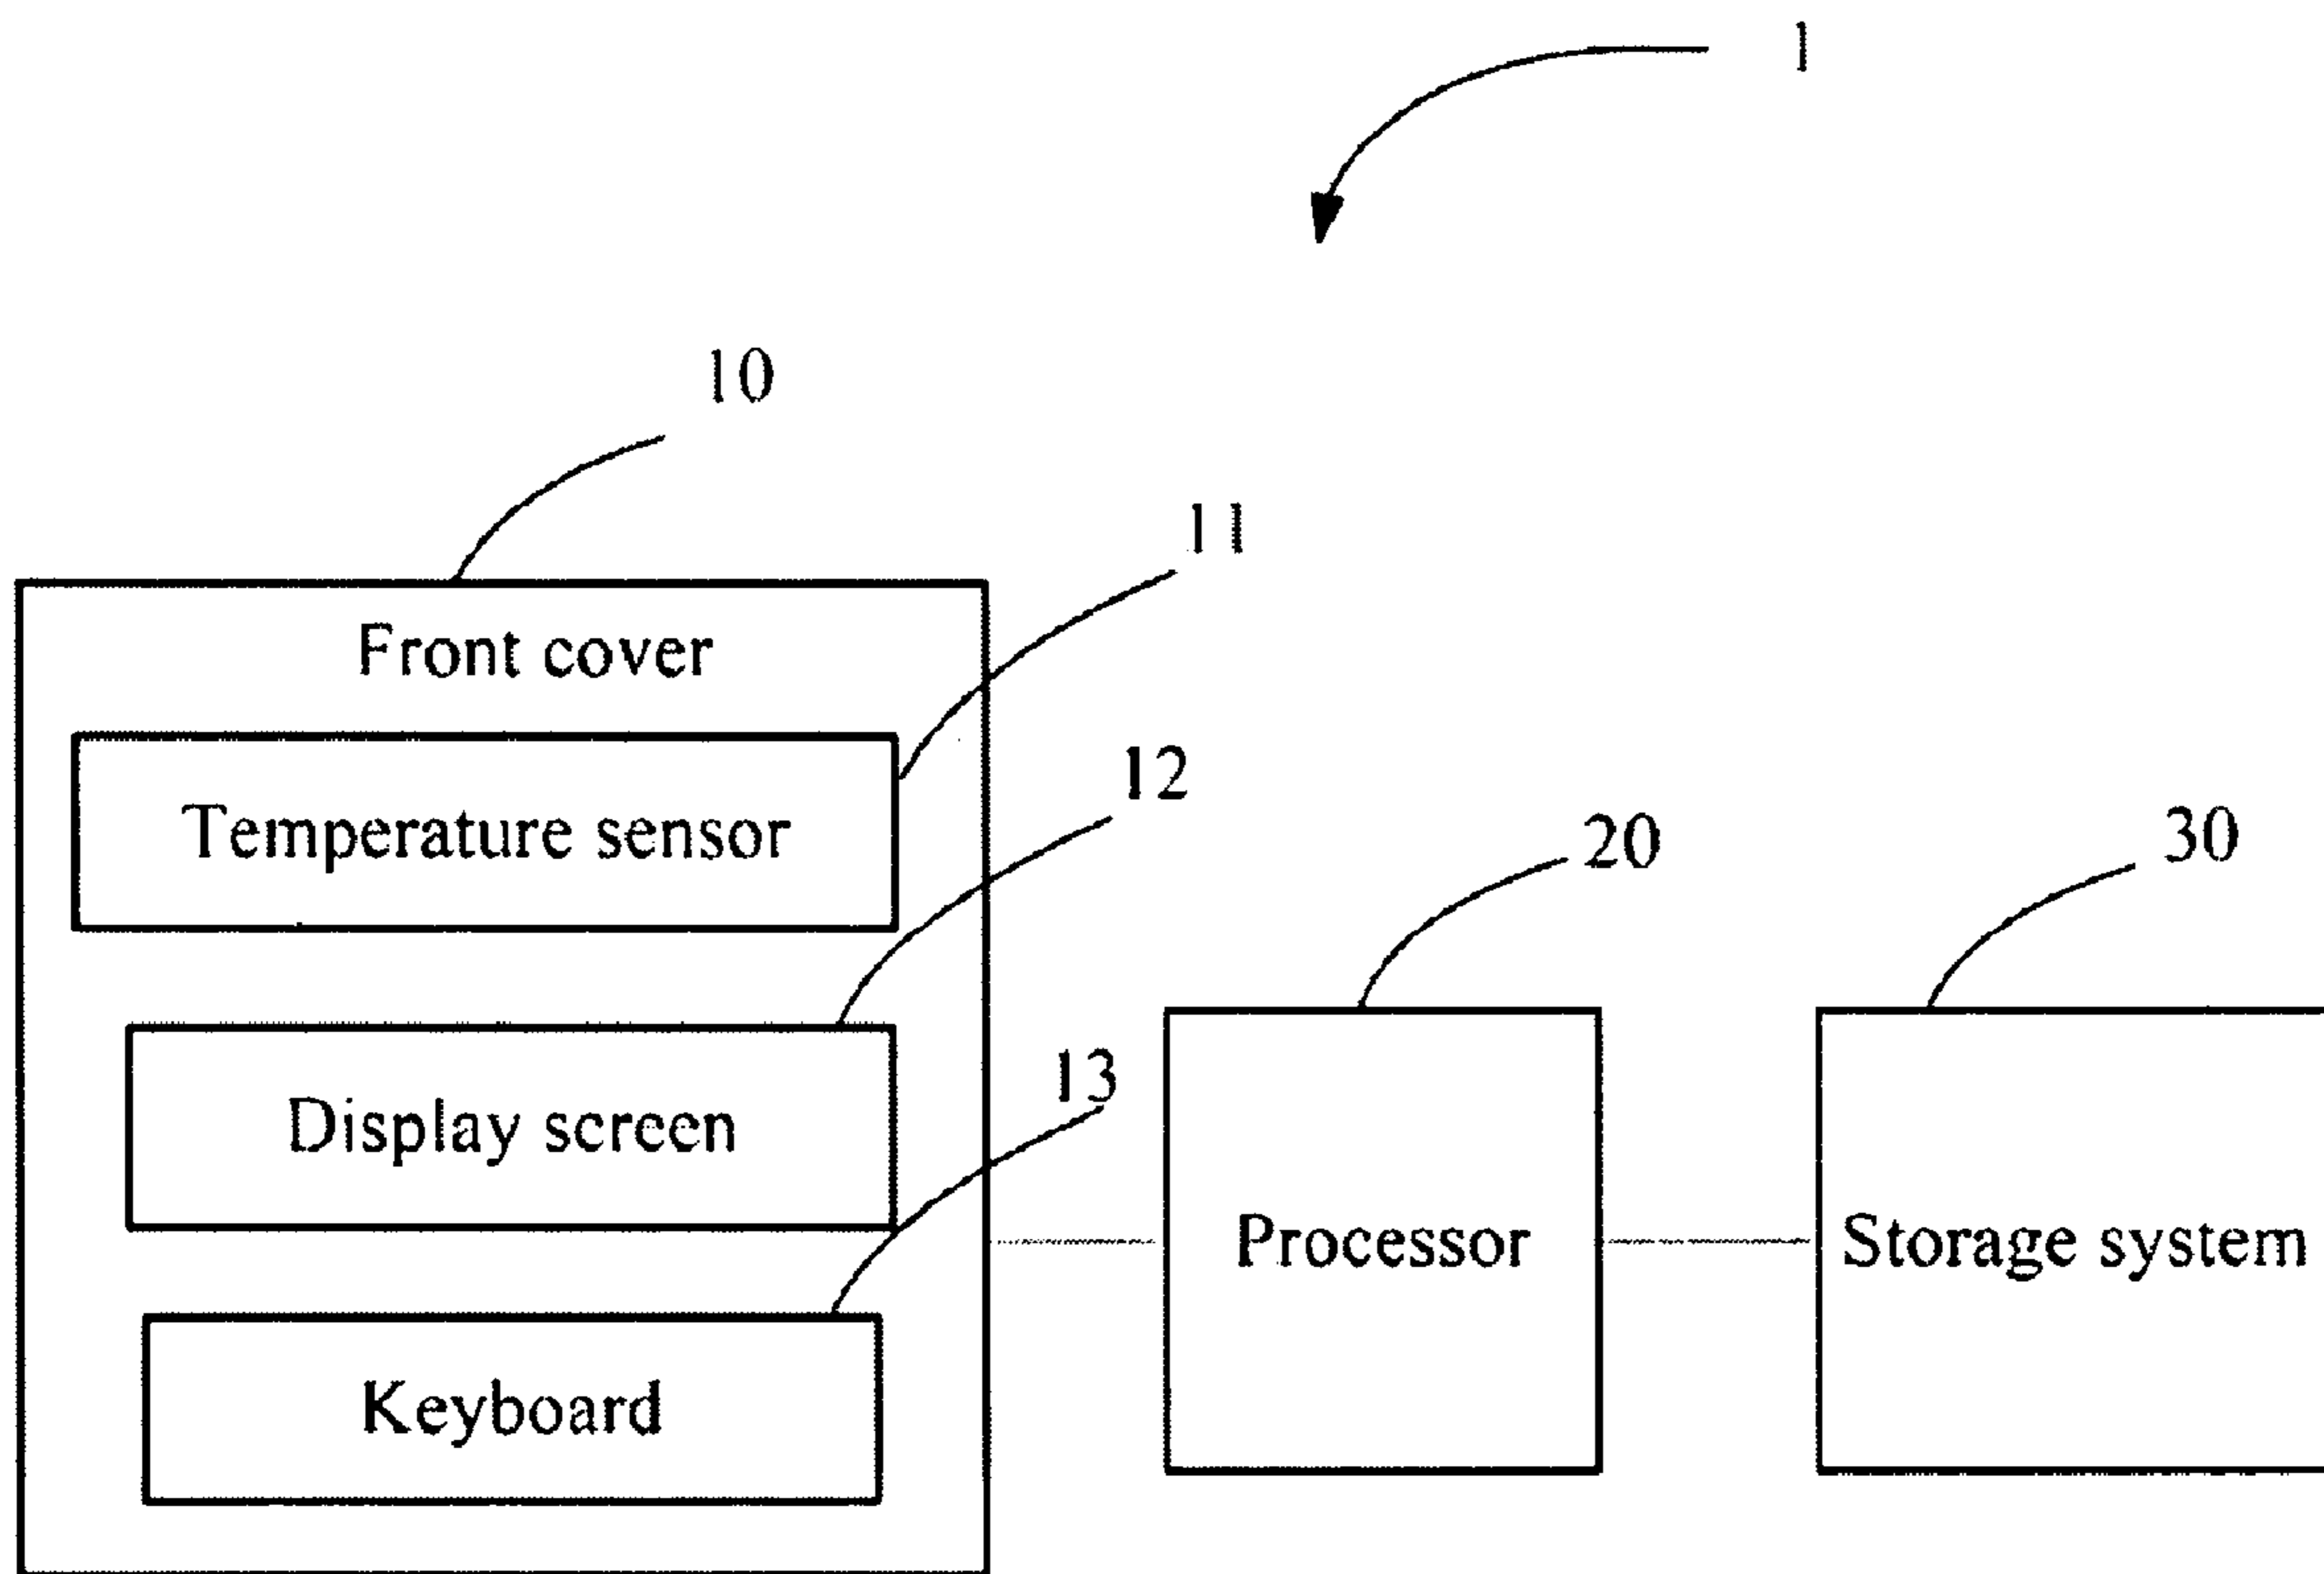 1
10
11
Front cover
12
Temperature sensor
20
30
13
Display screen
Processor
Storage system
Keyboard